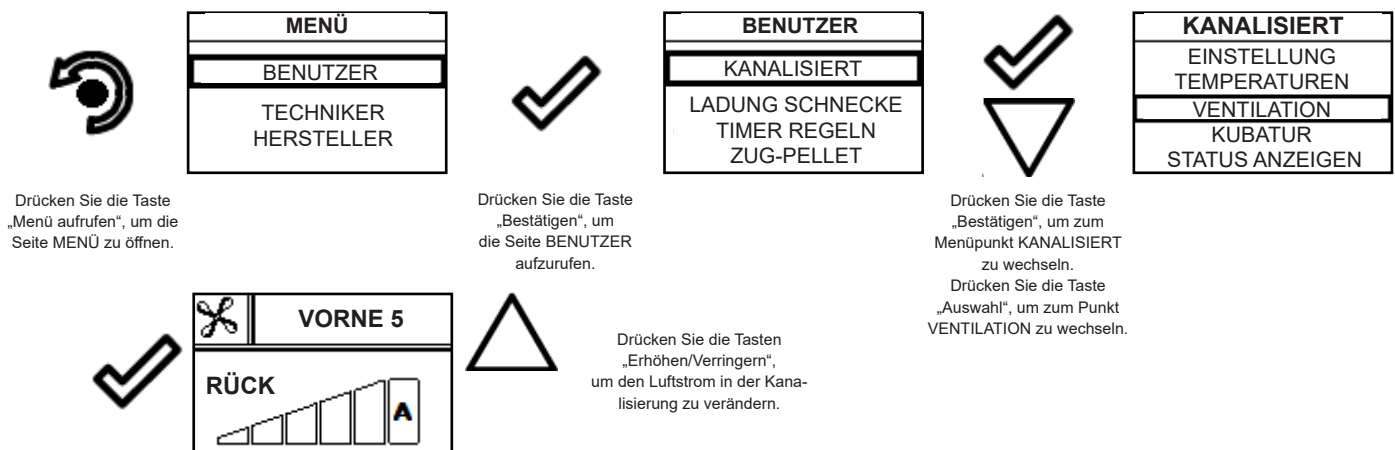 MENÜ
BENUTZER
TECHNIKER
HERSTELLER
Drücken Sie die Taste
„Menü aufrufen“, um die
Seite MENÜ zu öffnen.
BENUTZER
KANALISIERT
LADUNG SCHNECKE
TIMER REGELN
ZUG-PELLET
Drücken Sie die Taste
„Bestätigen“, um
die Seite BENUTZER
aufzurufen.
KANALISIERT
EINSTELLUNG
TEMPERATUREN
VENTILATION
KUBATUR
STATUS ANZEIGEN
Drücken Sie die Taste
„Bestätigen“, um zum
Menüpunkt KANALISIERT
zu wechseln.
Drücken Sie die Taste
„Auswahl“, um zum Punkt
VENTILATION zu wechseln.
VORNE 5
RÜCK
A
Drücken Sie die Tasten
„Erhöhen/Verringern“,
um den Luftstrom in der Kana-
lisierung zu verändern.